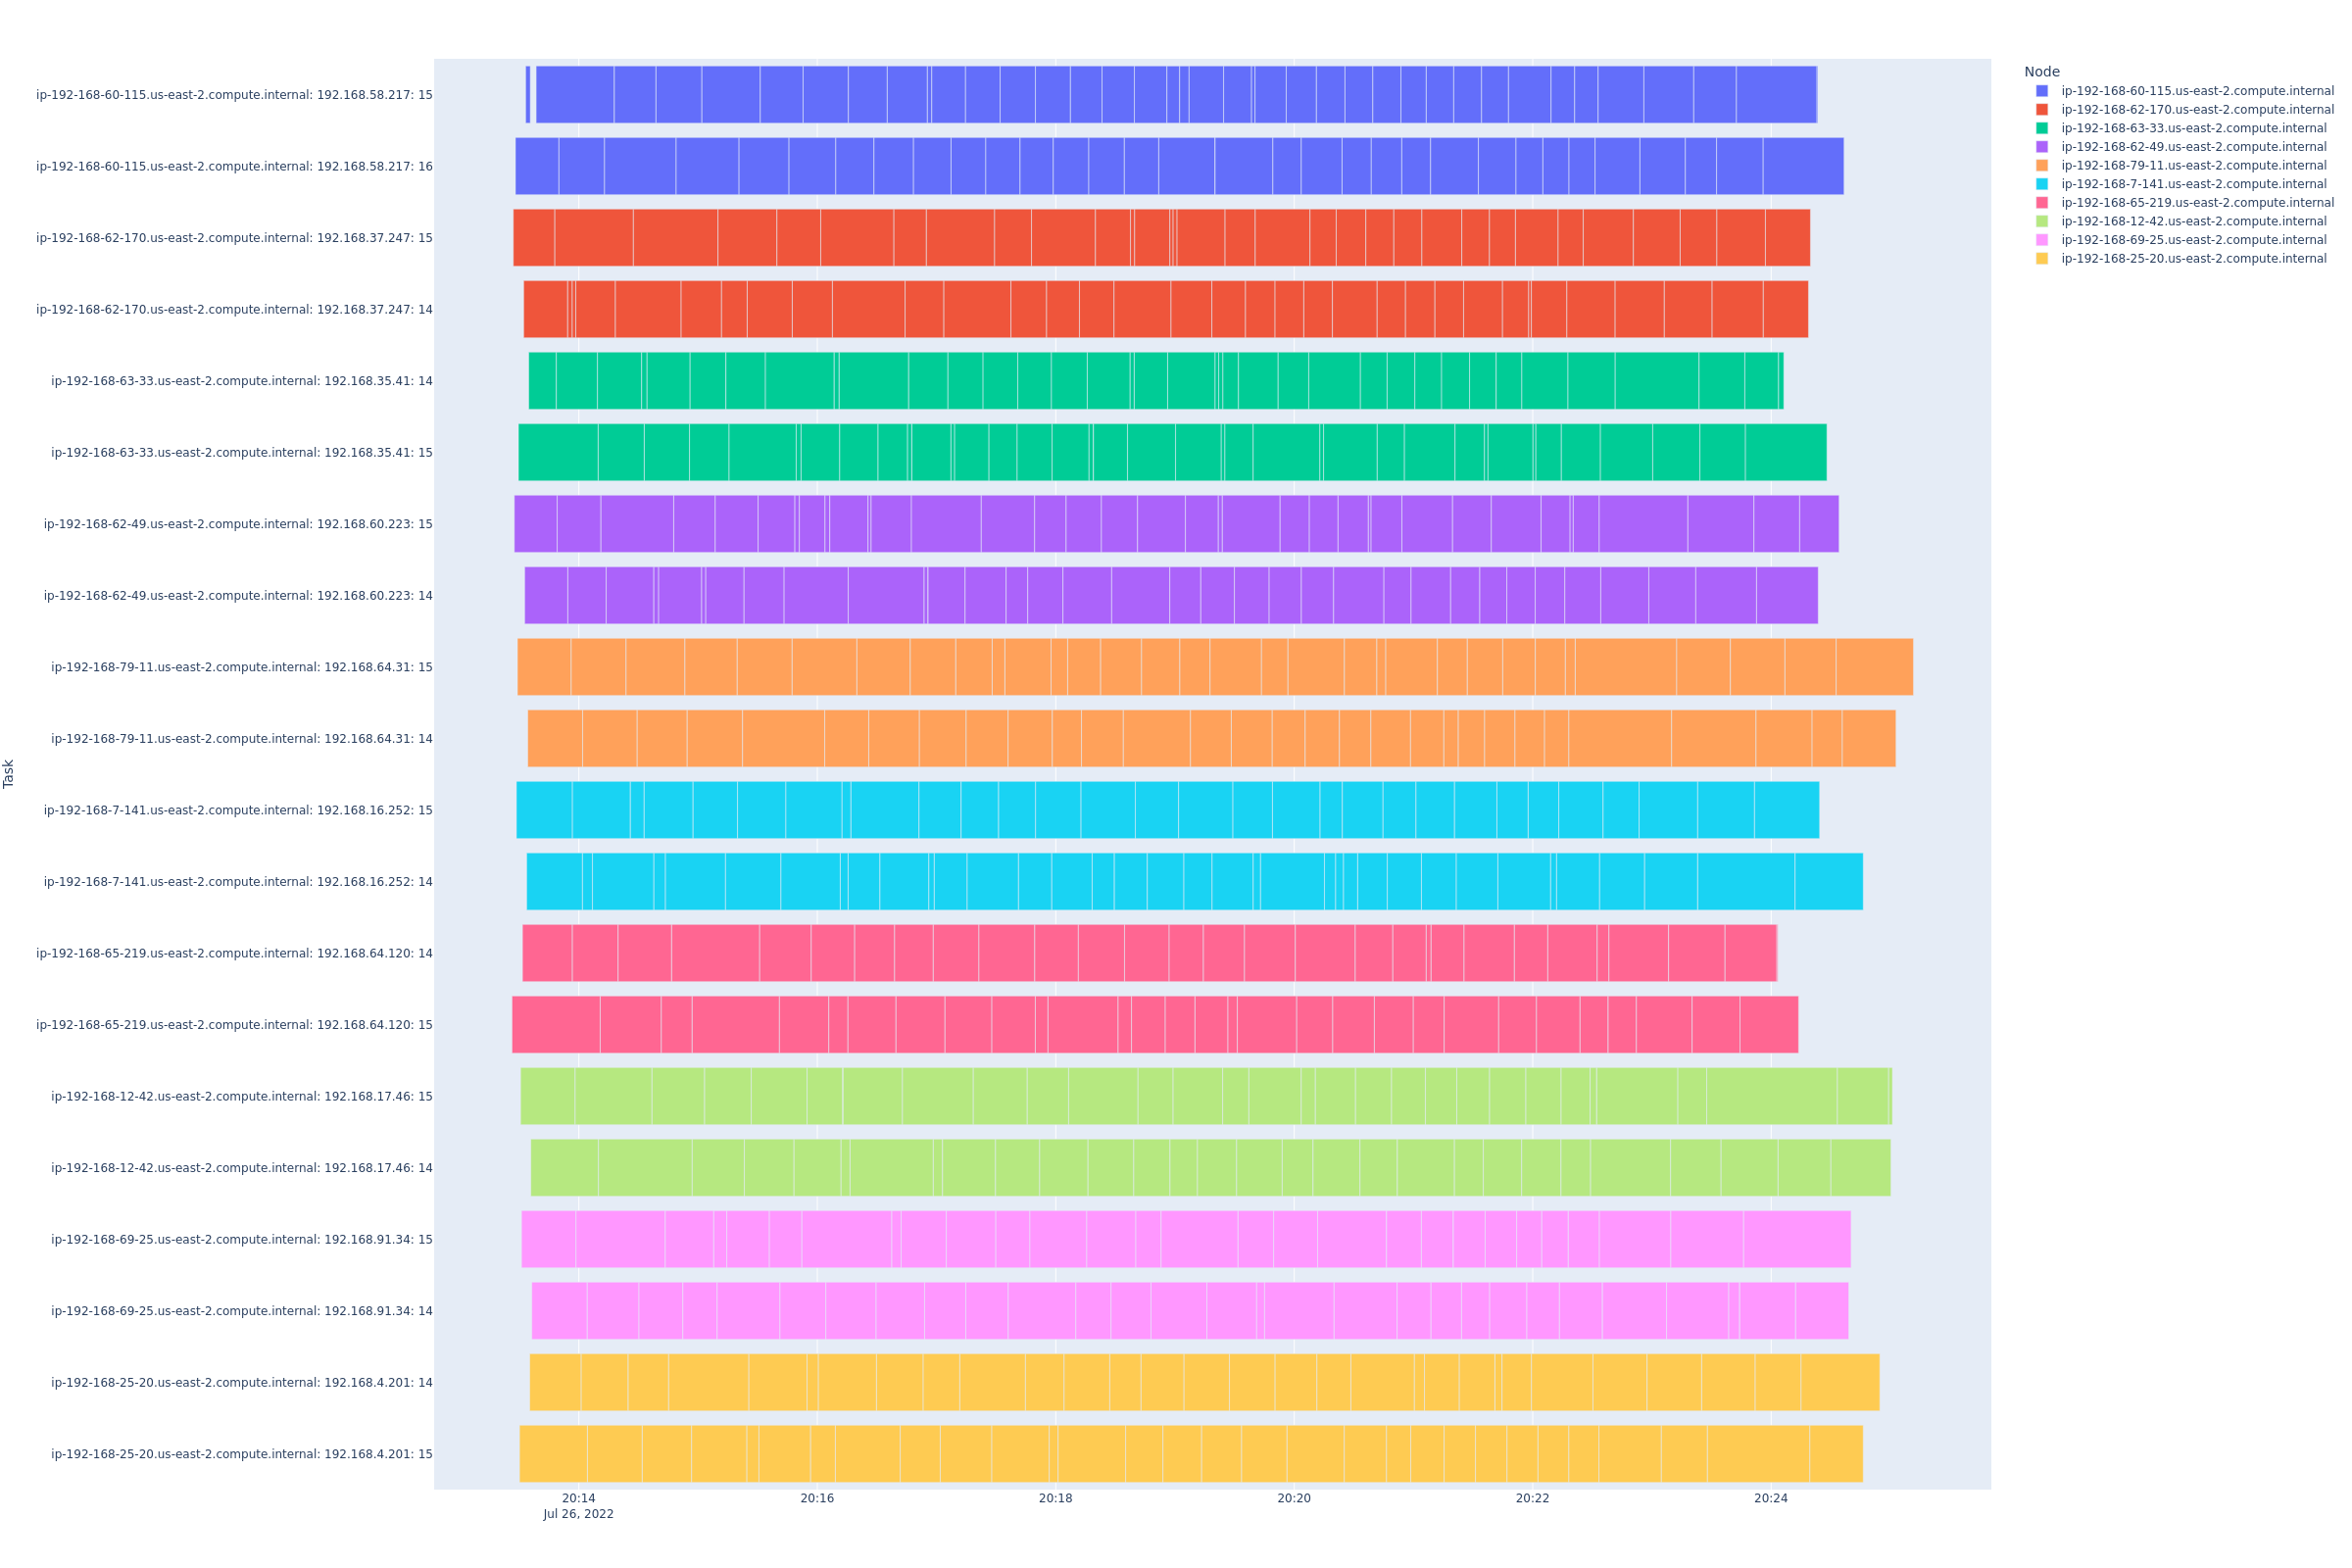 Node
ip-192-168-60-115.us-east-2.compute.internal
ip-192-168-62-170.us-east-2.compute.internal
ip-192-168-63-33.us-east-2.compute.internal
ip-192-168-62-49.us-east-2.compute.internal
ip-192-168-79-11.us-east-2.compute.internal
ip-192-168-7-141.us-east-2.compute.internal
ip-192-168-65-219.us-east-2.compute.internal
ip-192-168-12-42.us-east-2.compute.internal
ip-192-168-69-25.us-east-2.compute.internal
ip-192-168-25-20.us-east-2.compute.internal
Task
ip-192-168-60-115.us-east-2.compute.internal: 192.168.58.217: 15
ip-192-168-60-115.us-east-2.compute.internal: 192.168.58.217: 16
ip-192-168-62-170.us-east-2.compute.internal: 192.168.37.247: 15
ip-192-168-62-170.us-east-2.compute.internal: 192.168.37.247: 14
ip-192-168-63-33.us-east-2.compute.internal: 192.168.35.41: 14
ip-192-168-63-33.us-east-2.compute.internal: 192.168.35.41: 15
ip-192-168-62-49.us-east-2.compute.internal: 192.168.60.223: 15
ip-192-168-62-49.us-east-2.compute.internal: 192.168.60.223: 14
ip-192-168-79-11.us-east-2.compute.internal: 192.168.64.31: 15
ip-192-168-79-11.us-east-2.compute.internal: 192.168.64.31: 14
ip-192-168-7-141.us-east-2.compute.internal: 192.168.16.252: 15
ip-192-168-7-141.us-east-2.compute.internal: 192.168.16.252: 14
ip-192-168-65-219.us-east-2.compute.internal: 192.168.64.120: 14
ip-192-168-65-219.us-east-2.compute.internal: 192.168.64.120: 15
ip-192-168-12-42.us-east-2.compute.internal: 192.168.17.46: 15
ip-192-168-12-42.us-east-2.compute.internal: 192.168.17.46: 14
ip-192-168-69-25.us-east-2.compute.internal: 192.168.91.34: 15
ip-192-168-69-25.us-east-2.compute.internal: 192.168.91.34: 14
ip-192-168-25-20.us-east-2.compute.internal: 192.168.4.201: 14
ip-192-168-25-20.us-east-2.compute.internal: 192.168.4.201: 15
20:14 20:16 20:18 20:20 20:22 20:24
Jul 26, 2022